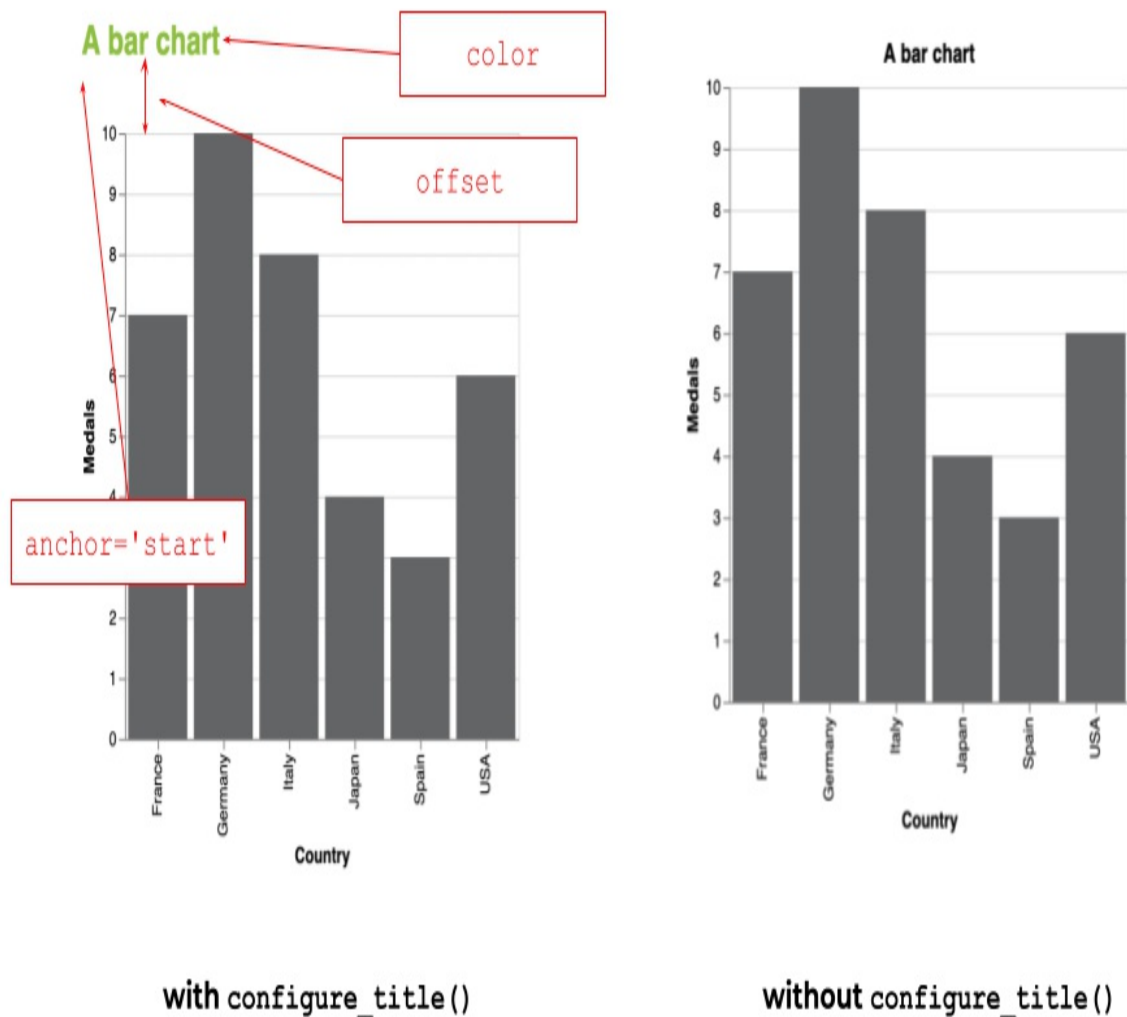 A bar chart
color
offset
10
9
8
7
6
5
4
2
1
0
Medals
anchor='start'
France
Germany
Italy
Japan
Spain
USA
Country
with configure_title()
A bar chart
10
9
8
7
6
5
4
3
2
1
0
Medals
France
Germany
Italy
Japan
Spain
USA
Country
without configure_title()